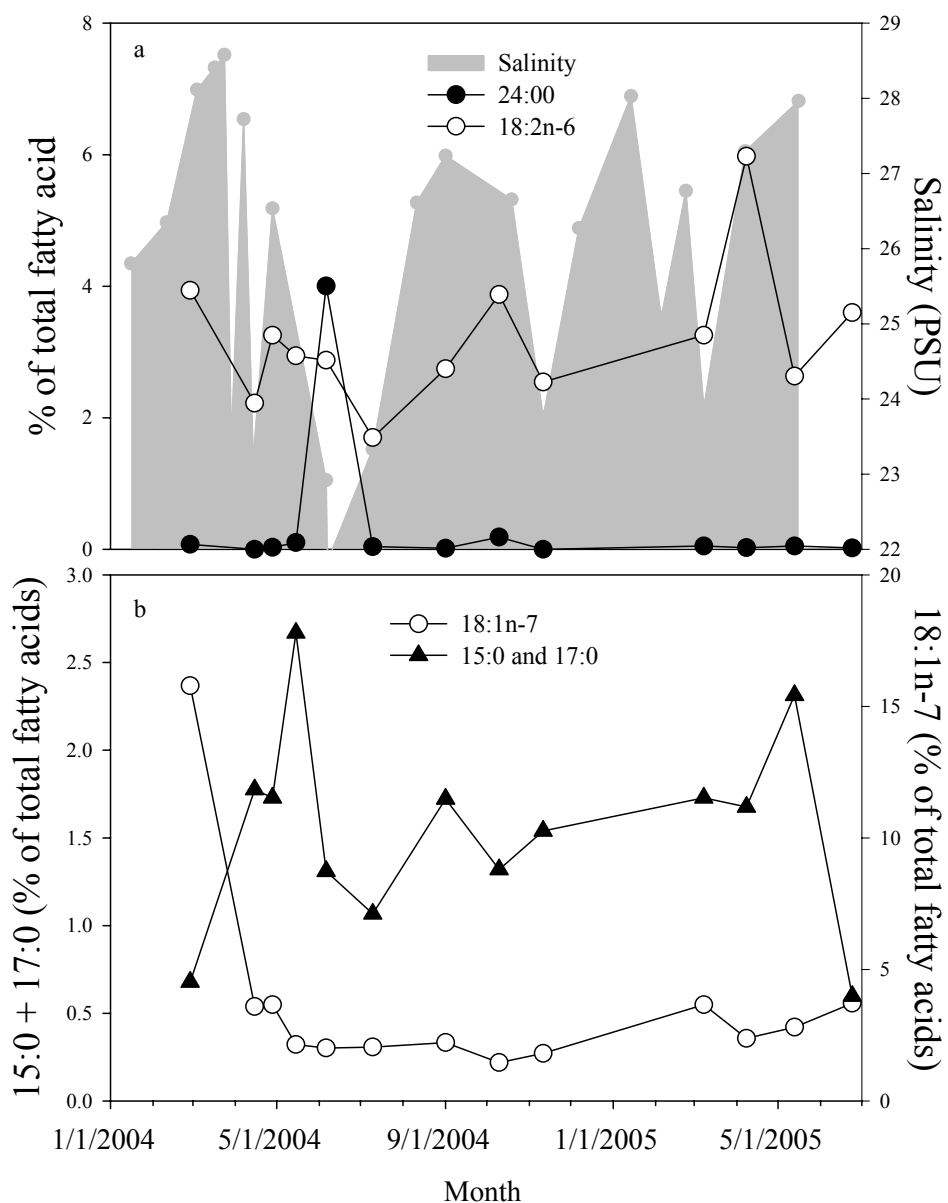 a
Salinity
24:00
18:2n-6
8
6
4
2
0
% of total fatty acid
29
28
27
26
25
24
23
22
Salinity (PSU)
b
18:1n-7
15:0 and 17:0
3.0
2.5
2.0
1.5
1.0
0.5
0.0
15:0 + 17:0 (% of total fatty acids)
20
15
10
5
0
18:1n-7 (% of total fatty acids)
1/1/2004
5/1/2004
9/1/2004
1/1/2005
5/1/2005
Month